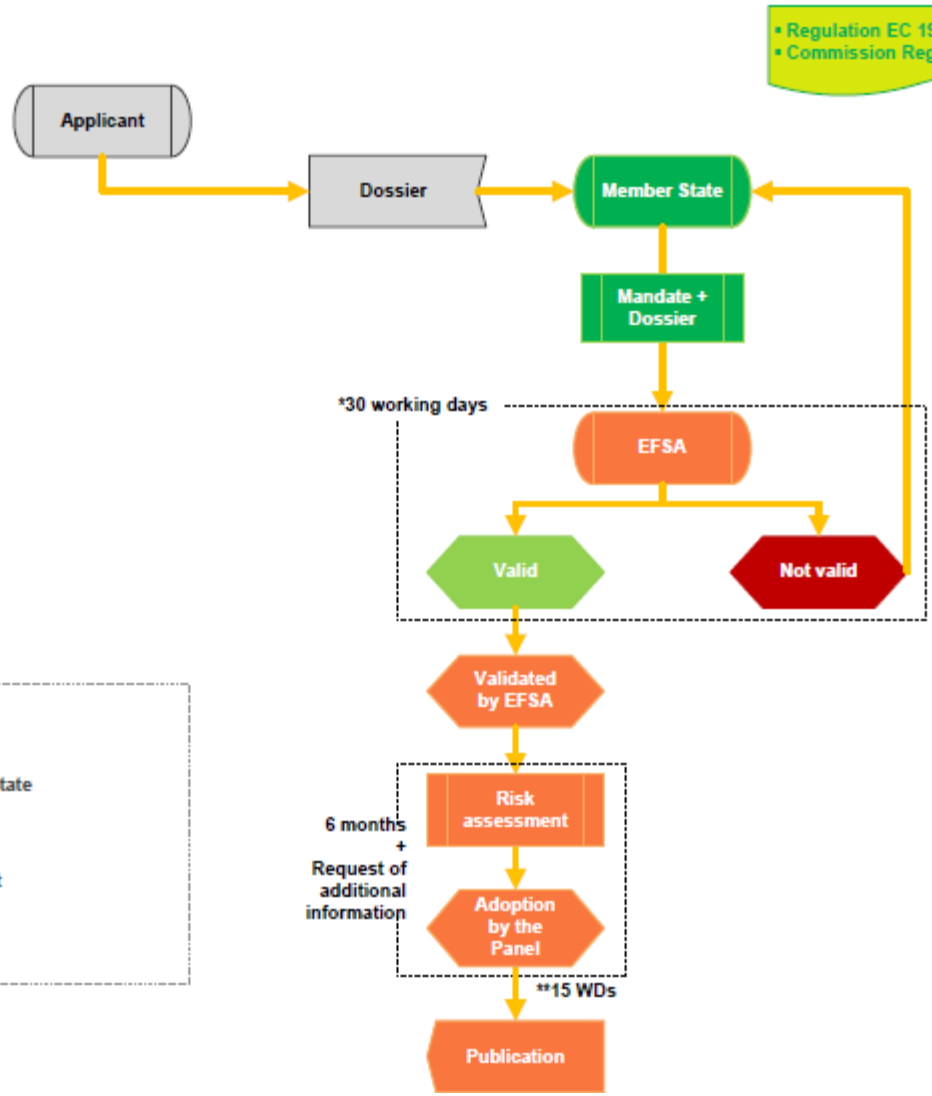 ▪ Regulation EC 19
▪ Commission Reg
Applicant
Dossier
Member State
Mandate +
Dossier
*30 working days
EFSA
Valid
Not valid
Validated
by EFSA
tate
6 months
+
Request of
additional
information
Risk
assessment
t
Adoption
by the
Panel
**15 WDs
Publication